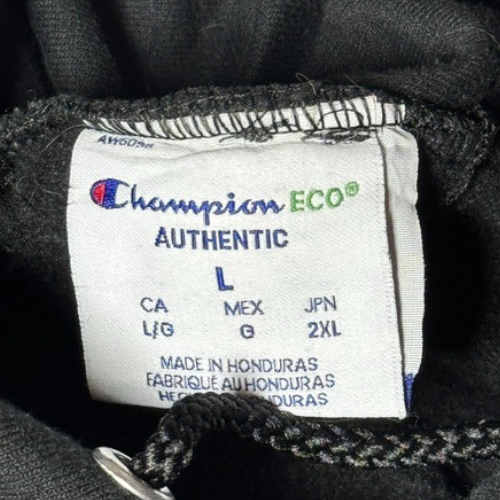 Champion ECO®
AUTHENTIC
L
CA MEX JPN
L/G G 2XL
MADE IN HONDURAS
FABRIQUÉ AU HONDURAS